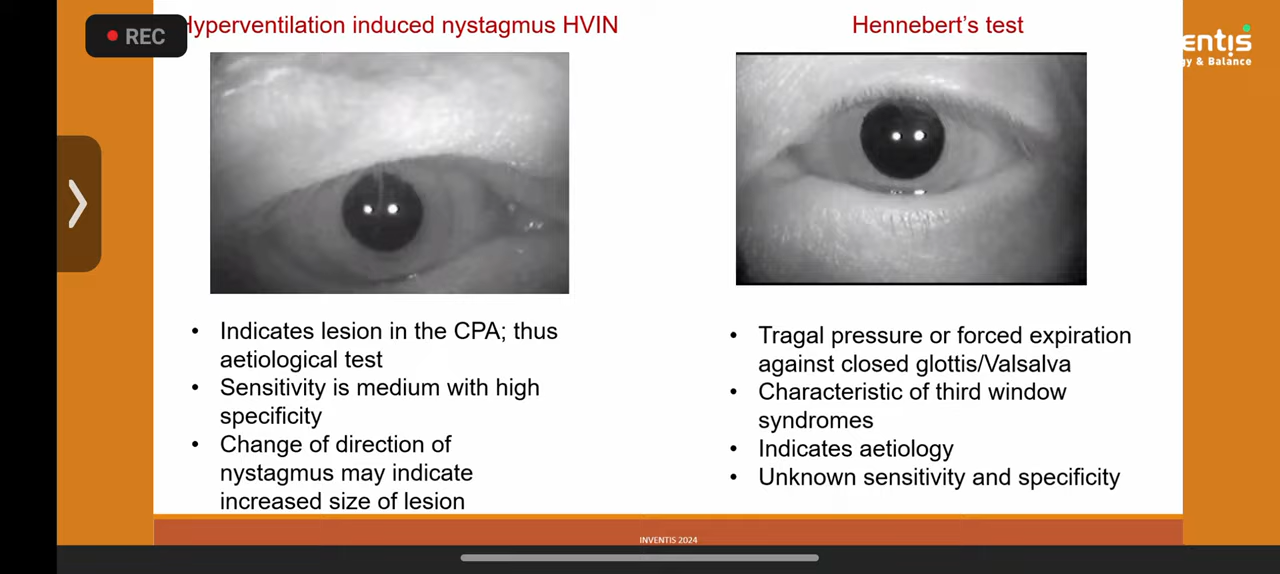 REC
Hyperventilation induced nystagmus HVIN
Hennebert's test
entis
gy & Balance
• Indicates lesion in the CPA; thus
aetiological test
• Sensitivity is medium with high
specificity
• Change of direction of
nystagmus may indicate
increased size of lesion
• Tragal pressure or forced expiration
against closed glottis/Valsalva
• Characteristic of third window
syndromes
• Indicates aetiology
• Unknown sensitivity and specificity
INVENTIS 2024